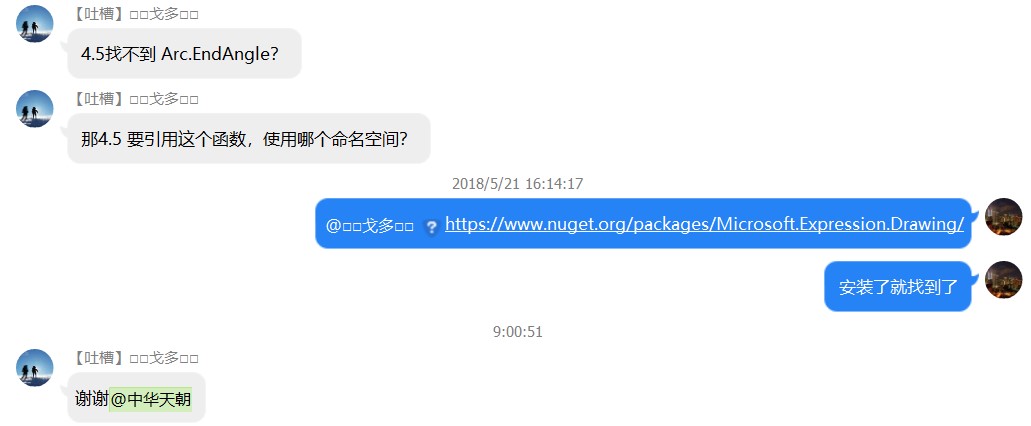 【吐槽】□□戈多□□
4.5找不到 Arc.EndAngle？
【吐槽】□□戈多□□
那4.5 要引用这个函数，使用哪个命名空间？
2018/5/21 16:14:17
@□□戈多□□ https://www.nuget.org/packages/Microsoft.Expression.Drawing/
安装了就找到了
9:00:51
【吐槽】□□戈多□□
谢谢@中华天朝